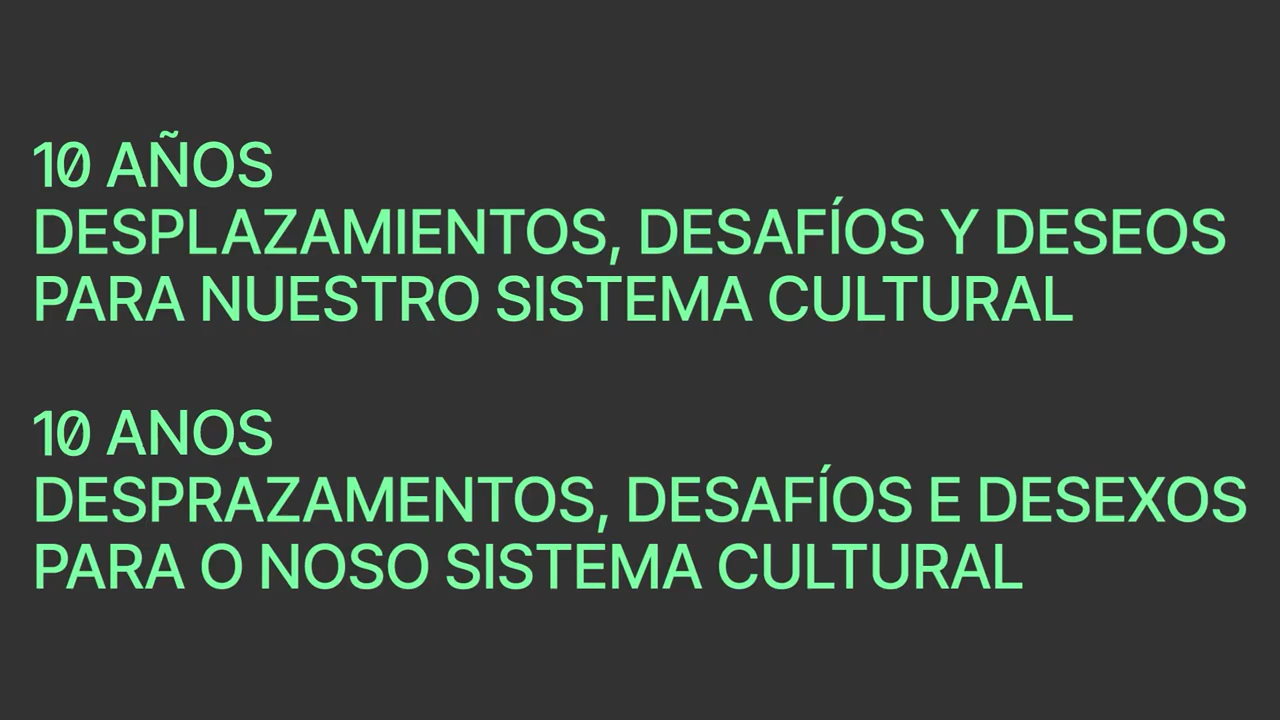 10 AÑOS
DESPLAZAMIENTOS, DESAFÍOS Y DESEOS
PARA NUESTRO SISTEMA CULTURAL
10 ANOS
DESPRAZAMENTOS, DESAFÍOS E DESEXOS
PARA O NOSO SISTEMA CULTURAL